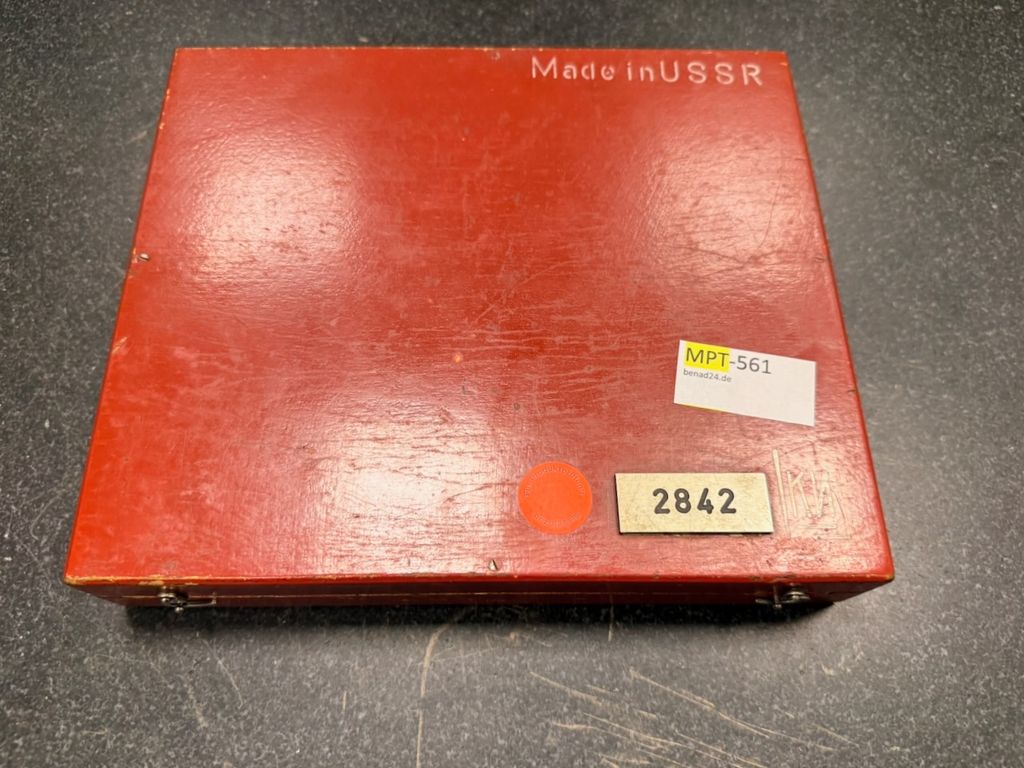 Made in USSR
MPT-561
benad24.de
2842